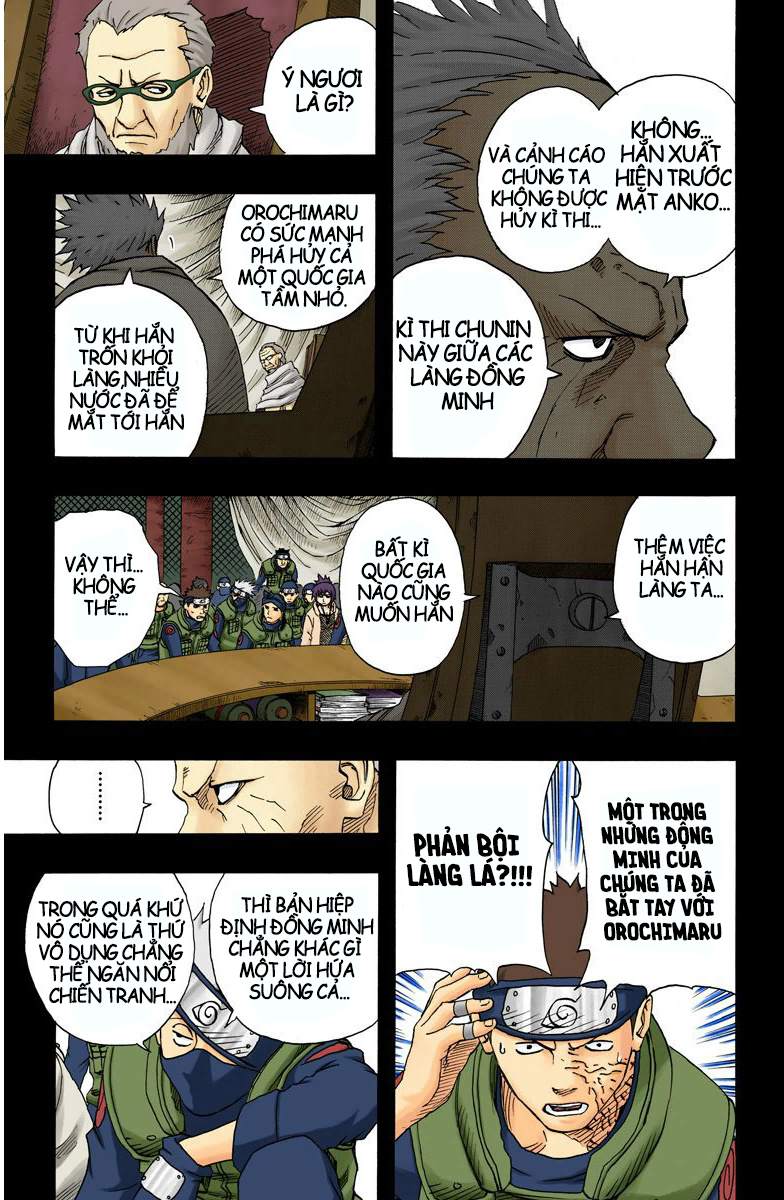 KHÔNG...
HẮN XUẤT
HIỆN TRƯỚC
MẶT ANKO...
VÀ CẢNH CÁO
CHÚNG TA
KHÔNG ĐƯỢC
HỦY KÌ THI...
KÌ THI CHUNIN
NÀY GIỮA CÁC
LÀNG ĐỒNG
MINH
Ý NGƯƠI
LÀ GÌ?
OROCHIMARU
CÓ SỨC MẠNH
PHÁ HỦY CẢ
MỘT QUỐC GIA
TẦM NHỎ.
TỪ KHI HẮN
TRỐN KHỎI
LÀNG,NHIỀU
NƯỚC ĐÃ ĐỂ
MẮT TỚI HẮN
THÊM VIỆC
HẮN HẬN
LÀNG TA...
BẤT KÌ
QUỐC GIA
NÀO CŨNG
MUỐN HẮN
VẬY THÌ...
KHÔNG
THỂ...
MỘT TRONG
NHỮNG ĐỒNG
MINH CỦA
CHÚNG TA ĐÃ
BẮT TAY VỚI
OROCHIMARU
PHẢN BỘI
LÀNG LÁ?!!!
.........
THÌ BẢN HIỆP
ĐỊNH ĐỒNG MINH
CHẲNG KHÁC GÌ
MỘT LỜI HỨA
SUÔNG CẢ...
TRONG QUÁ KHỨ
NÓ CŨNG LÀ THỨ
VÔ DỤNG CHẲNG
THỂ NGĂN NỔI
CHIẾN TRANH...